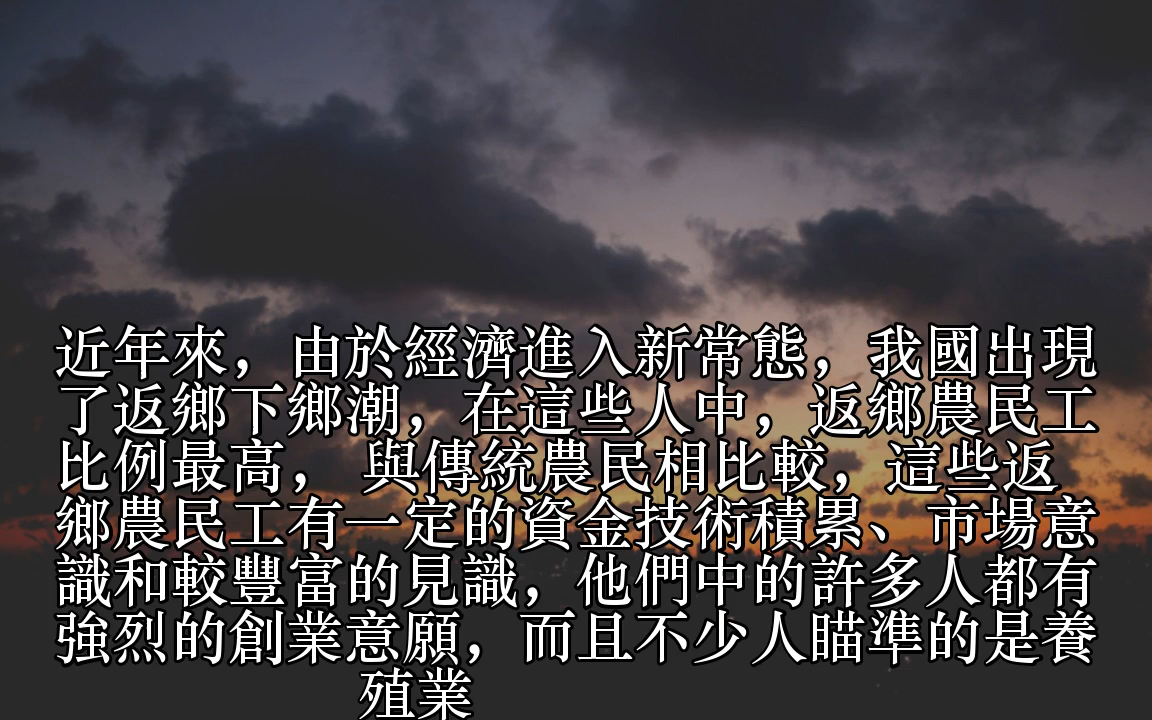 近年來，由於經濟進入新常態，我國出現
了返鄉下鄉潮，在這些人中，返鄉農民工
比例最高， 與傳統農民相比較，這些返
鄉農民工有一定的資金技術積累、市場意
識和較豐富的見識，他們中的許多人都有
強烈的創業意願，而且不少人瞄準的是養
殖業